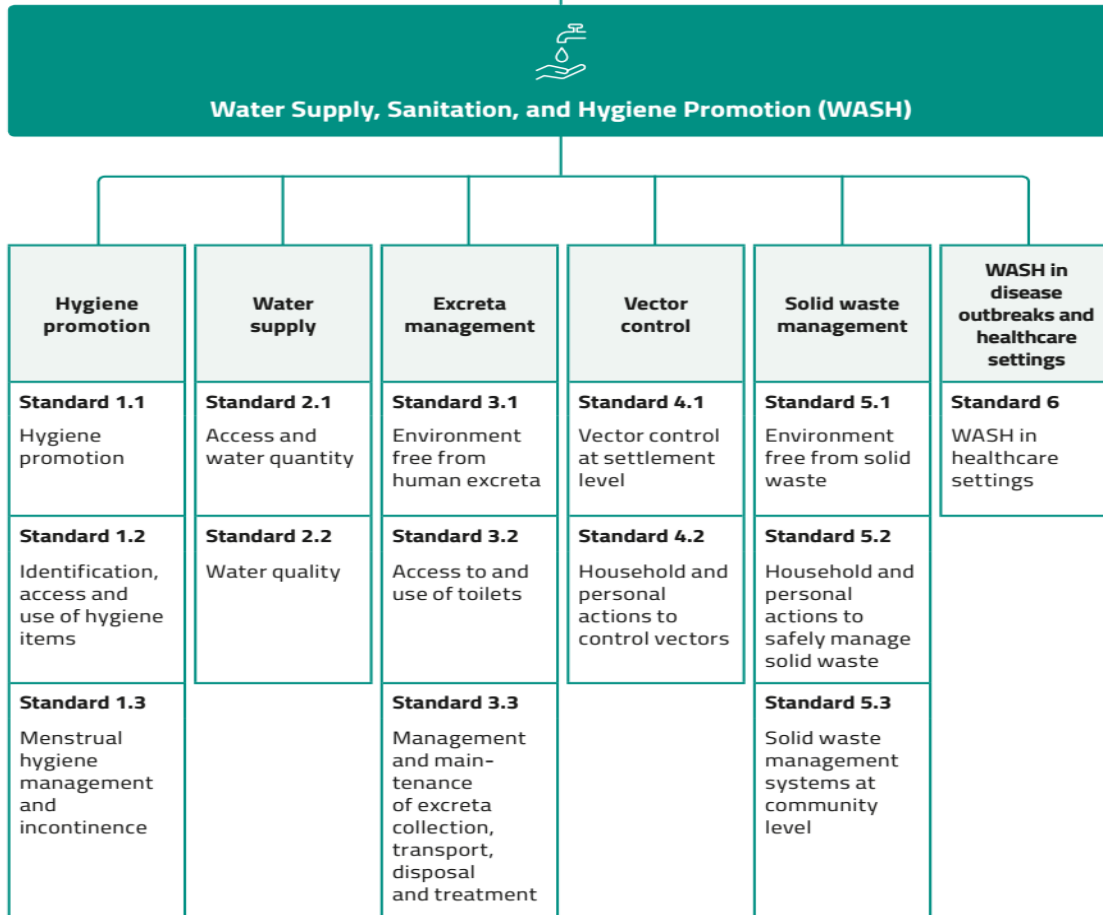 Water Supply, Sanitation, and Hygiene Promotion (WASH)
Hygiene
promotion
Standard 1.1
Hygiene
promotion
Standard 1.2
Identification,
access and
use of hygiene
items
Standard 1.3
Menstrual
hygiene
management
and
incontinence
Water
supply
Standard 2.1
Access and
water quantity
Standard 2.2
Water quality
Excreta
management
Standard 3.1
Environment
free from
human excreta
Standard 3.2
Access to and
use of toilets
Standard 3.3
Management
and main-
tenance
of excreta
collection,
transport,
disposal
and treatment
Vector
control
Standard 4.1
Vector control
at settlement
level
Standard 4.2
Household and
personal
actions to
control vectors
Solid waste
management
Standard 5.1
Environment
free from solid
waste
Standard 5.2
Household and
personal
actions to
safely manage
solid waste
Standard 5.3
Solid waste
management
systems at
community
level
WASH in
disease
outbreaks and
healthcare
settings
Standard 6
WASH in
healthcare
settings